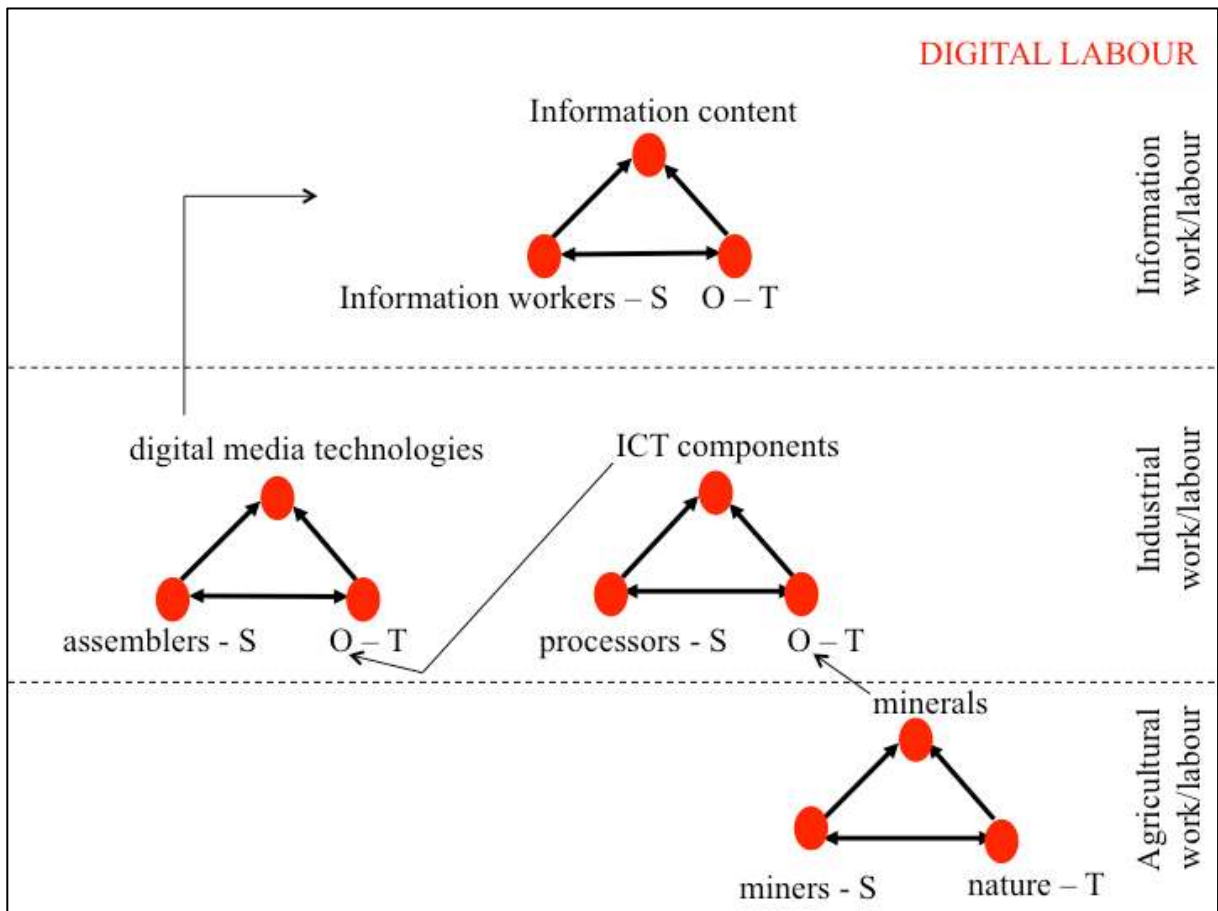 DIGITAL LABOUR
Information content
Information workers – S O – T
Information
work/labour
digital media technologies
ICT components
assemblers - S O – T
processors - S O – T
Industrial
work/labour
minerals
miners - S nature – T
Agricultural
work/labour